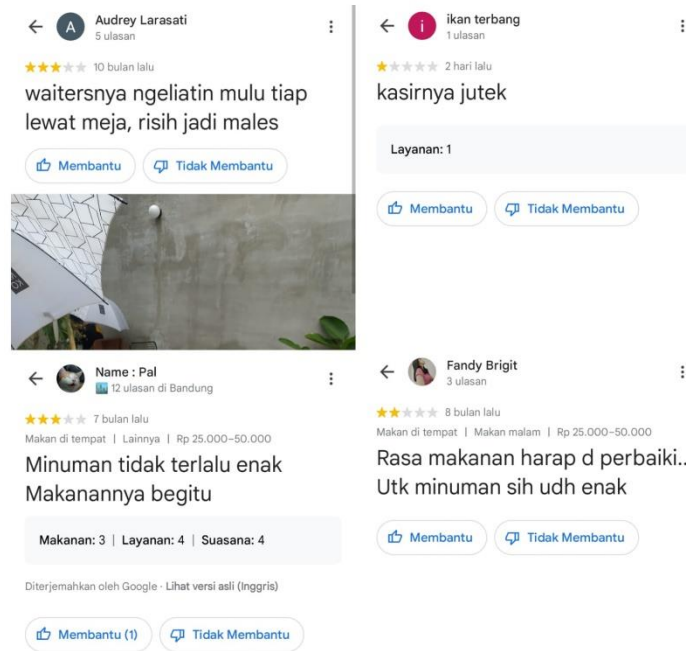 Audrey Larasati
5 ulasan
10 bulan lalu
waitersnya ngeliatin mulu tiap
lewat meja, risih jadi males
Membantu
Tidak Membantu
ikan terbang
1 ulasan
2 hari lalu
kasirnya jutek
Layanan: 1
Membantu
Tidak Membantu
Name : Pal
12 ulasan di Bandung
7 bulan lalu
Makan di tempat | Lainnya | Rp 25.000–50.000
Minuman tidak terlalu enak
Makanannya begitu
Makanan: 3 | Layanan: 4 | Suasana: 4
Diterjemahkan oleh Google · Lihat versi asli (Inggris)
Membantu (1)
Tidak Membantu
Fandy Brigit
3 ulasan
8 bulan lalu
Makan di tempat | Makan malam | Rp 25.000–50.000
Rasa makanan harap d perbaiki..
Utk minuman sih udh enak
Membantu
Tidak Membantu